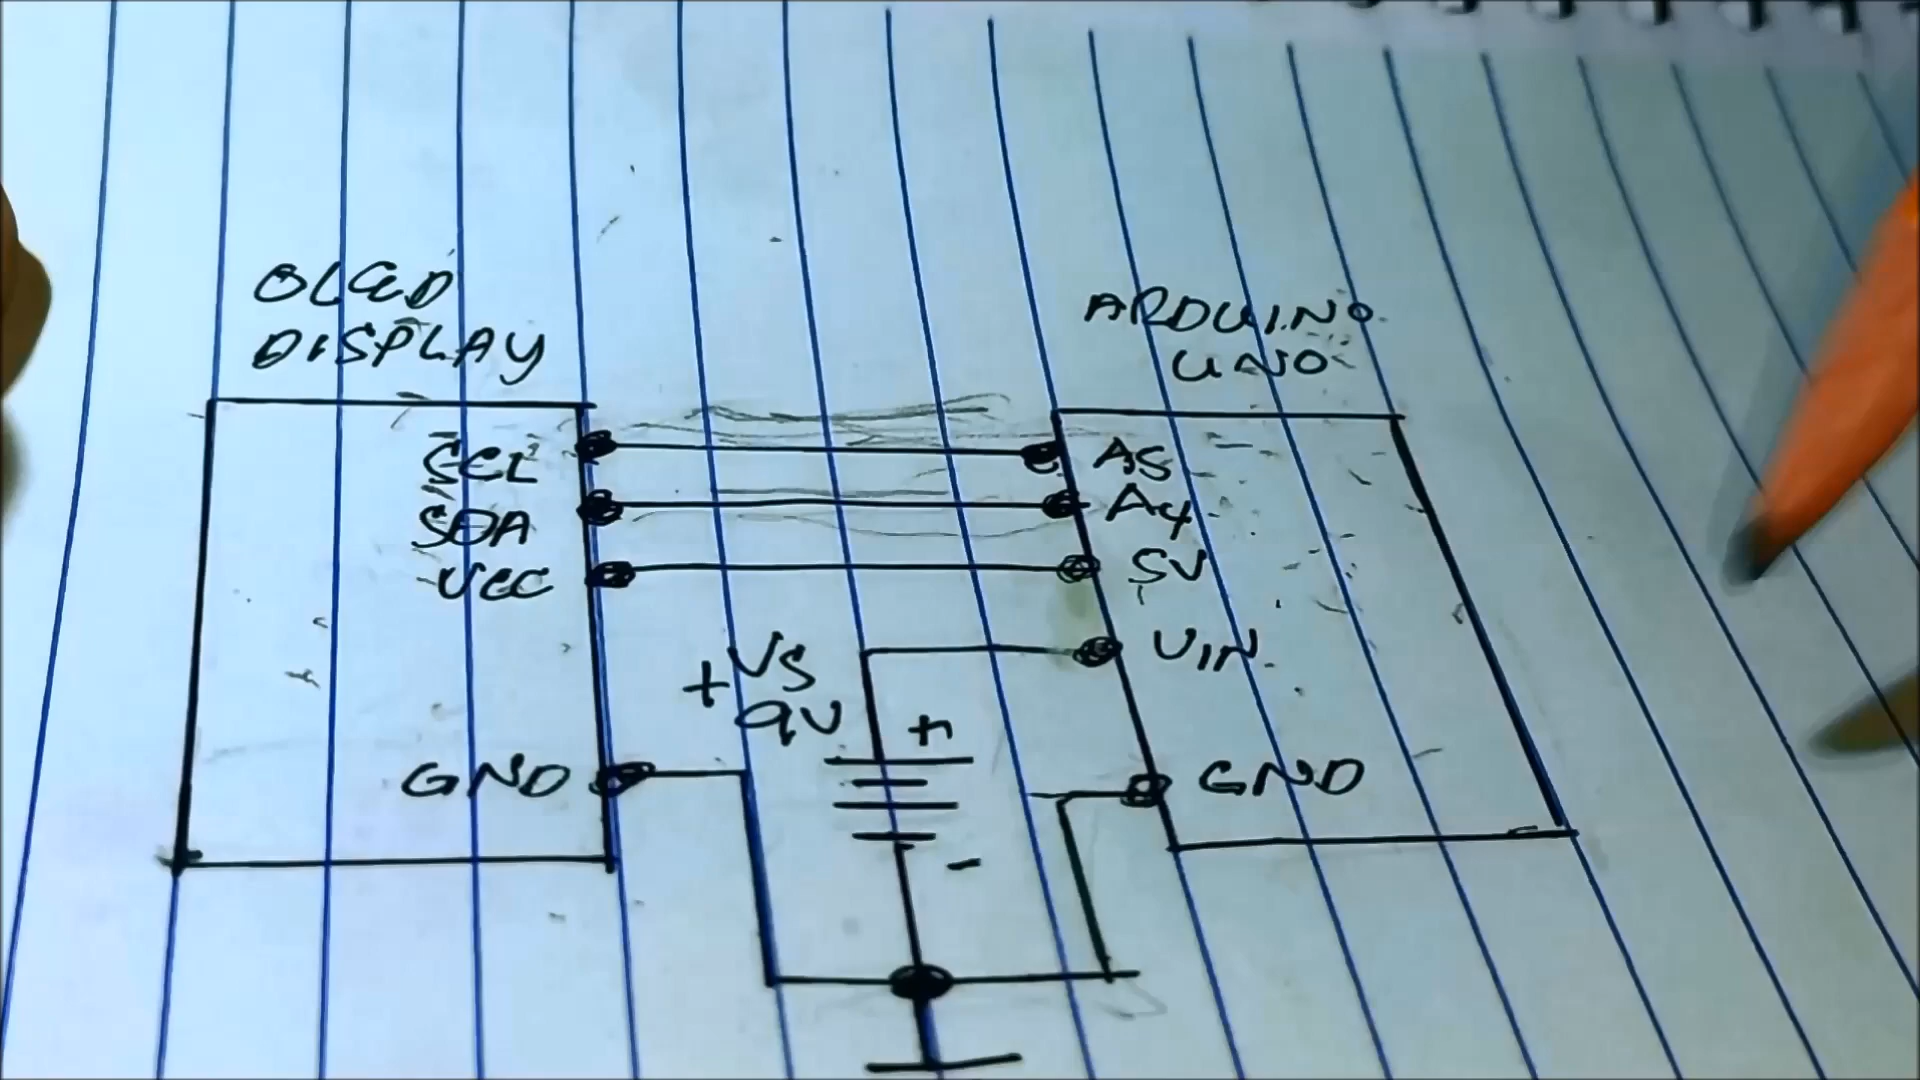 OLED
DISPLAY
ARDUINO
UNO
SCL
A5
SDA
A4
VCC
5V
VIN
+VS
9V
+
GND
GND
-